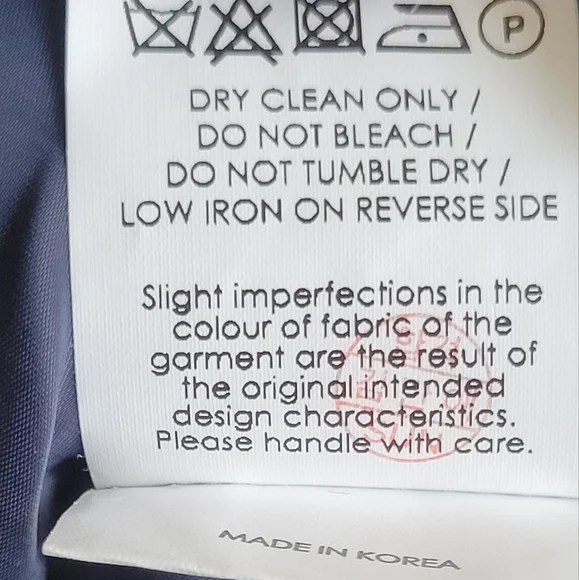 P
DRY CLEAN ONLY /
DO NOT BLEACH /
DO NOT TUMBLE DRY /
LOW IRON ON REVERSE SIDE
Slight imperfections in the
colour of fabric of the
garment are the result of
the original intended
design characteristics.
Please handle with care.
MADE IN KOREA